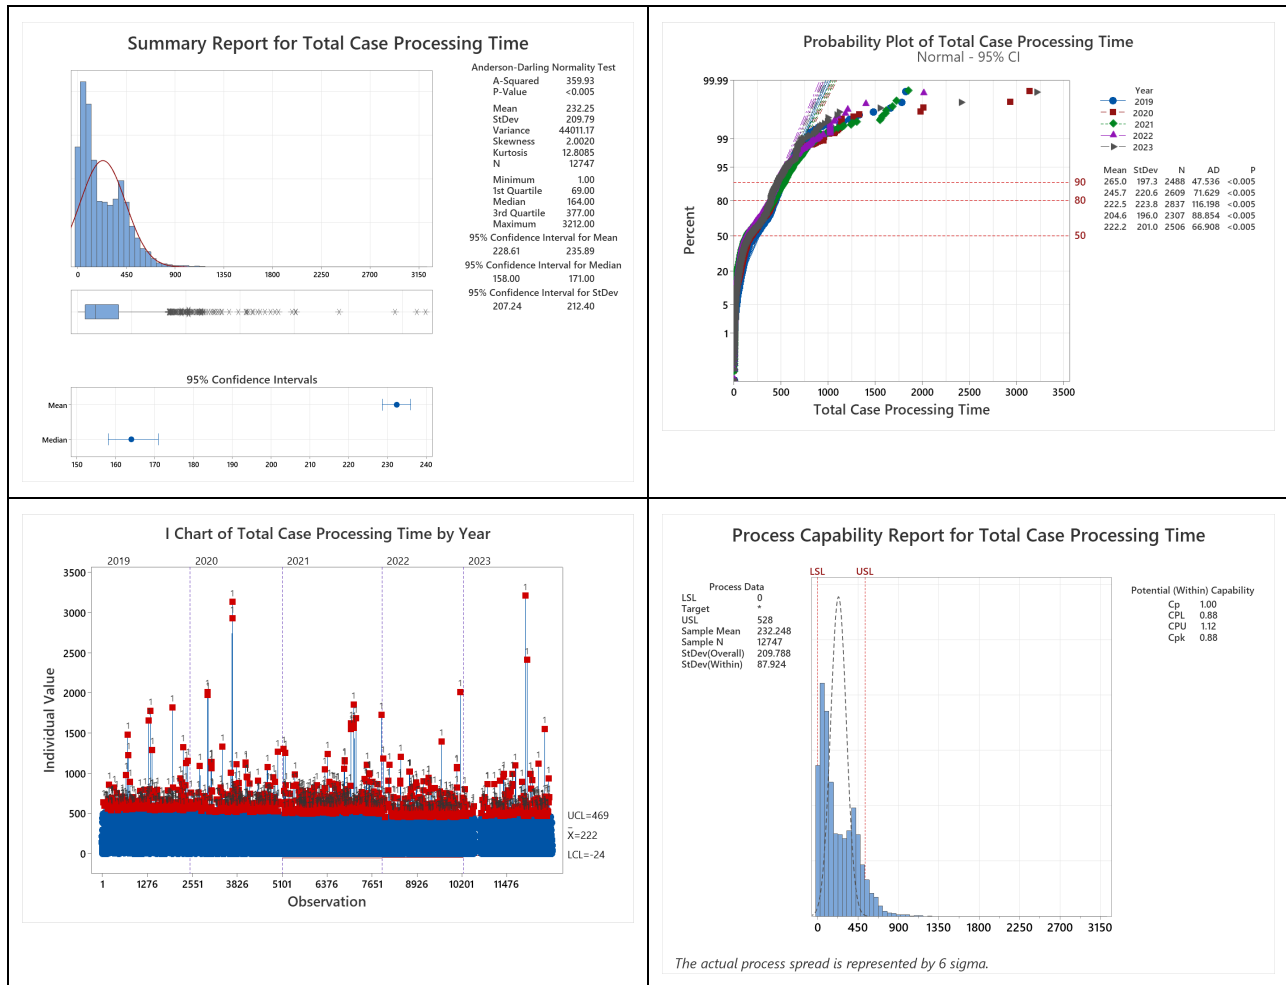 Summary Report for Total Case Processing Time
Anderson-Darling Normality Test
A-Squared 359.93
P-Value <0.005
Mean 232.25
StDev 209.79
Variance 44011.17
Skewness 2.0020
Kurtosis 12.8085
N 12747
Minimum 1.00
1st Quartile 69.00
Median 164.00
3rd Quartile 377.00
Maximum 3212.00
95% Confidence Interval for Mean
228.61 235.89
95% Confidence Interval for Median
158.00 171.00
95% Confidence Interval for StDev
207.24 212.40
0 450 900 1350 1800 2250 2700 3150
95% Confidence Intervals
Mean
Median
150 160 170 180 190 200 210 220 230 240
Probability Plot of Total Case Processing Time
Normal - 95% CI
Percent
99.99
99
95
80
50
20
5
1
90
80
50
0 500 1000 1500 2000 2500 3000 3500
Total Case Processing Time
Year
2019
2020
2021
2022
2023
Mean StDev N AD P
265.0 197.3 2488 47.536 <0.005
245.7 220.6 2609 71.629 <0.005
222.5 223.8 2837 116.198 <0.005
204.6 196.0 2307 88.854 <0.005
222.2 201.0 2506 66.908 <0.005
I Chart of Total Case Processing Time by Year
2019 2020 2021 2022 2023
Individual Value
3500
3000
2500
2000
1500
1000
500
0
UCL=469
X̄=222
LCL=-24
1 1276 2551 3826 5101 6376 7651 8926 10201 11476
Observation
Process Capability Report for Total Case Processing Time
LSL USL
Process Data
LSL 0
Target *
USL 528
Sample Mean 232.248
Sample N 12747
StDev(Overall) 209.788
StDev(Within) 87.924
Potential (Within) Capability
Cp 1.00
CPL 0.88
CPU 1.12
Cpk 0.88
0 450 900 1350 1800 2250 2700 3150
The actual process spread is represented by 6 sigma.